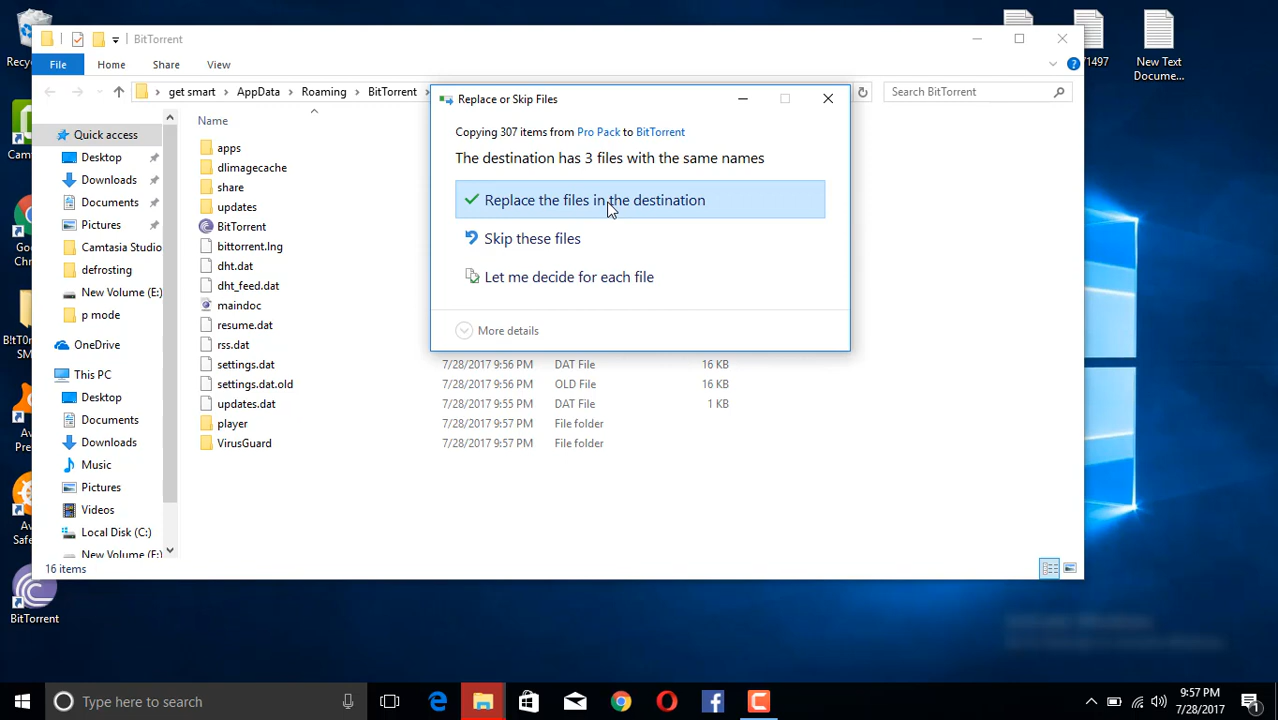 BitTorrent
File
Home
Share
View
get smart
AppData
Roaming
BitTorrent
Search BitTorrent
Name
Quick access
Desktop
Downloads
Documents
Pictures
Camtasia Studio
defrosting
New Volume (E:)
p mode
OneDrive
This PC
Desktop
Documents
Downloads
Music
Pictures
Videos
Local Disk (C:)
New Volume (E:)
apps
dlimagecache
share
updates
BitTorrent
bittorrent.lng
dht.dat
dht_feed.dat
maindoc
resume.dat
rss.dat
settings.dat 7/28/2017 9:56 PM DAT File 16 KB
settings.dat.old 7/28/2017 9:56 PM OLD File 16 KB
updates.dat 7/28/2017 9:55 PM DAT File 1 KB
player 7/28/2017 9:57 PM File folder
VirusGuard 7/28/2017 9:57 PM File folder
16 items
Replace or Skip Files
Copying 307 items from Pro Pack to BitTorrent
The destination has 3 files with the same names
Replace the files in the destination
Skip these files
Let me decide for each file
More details
1497
New Text
Docume...
BitTorrent
Type here to search
9:57 PM
7/28/2017
1